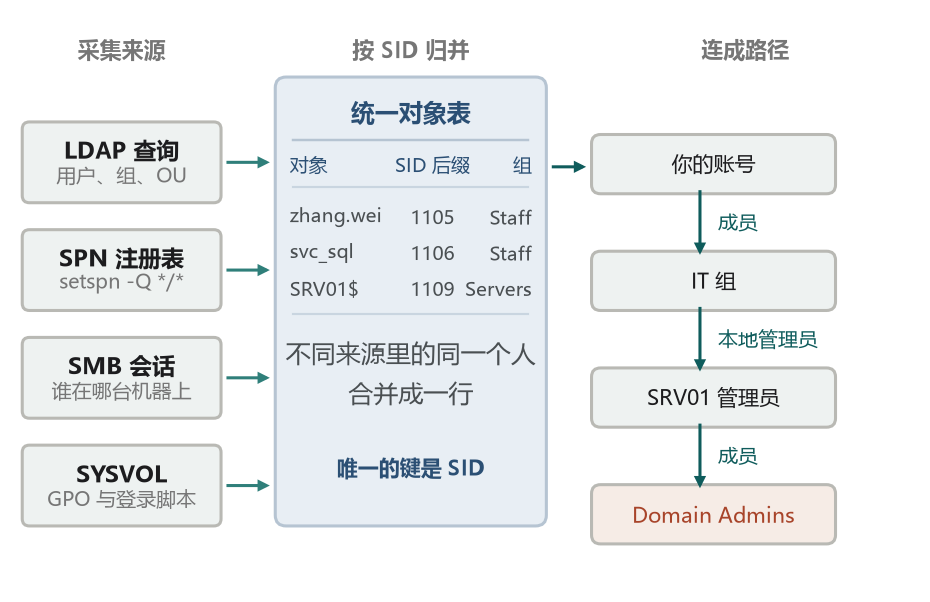 采集来源
按 SID 归并
连成路径
LDAP 查询
用户、组、OU
SPN 注册表
setspn -Q */*
SMB 会话
谁在哪台机器上
SYSVOL
GPO 与登录脚本
统一对象表
对象 SID 后缀 组
zhang.wei 1105 Staff
svc_sql 1106 Staff
SRV01$ 1109 Servers
不同来源里的同一个人
合并成一行
唯一的键是 SID
你的账号
成员
IT 组
本地管理员
SRV01 管理员
成员
Domain Admins